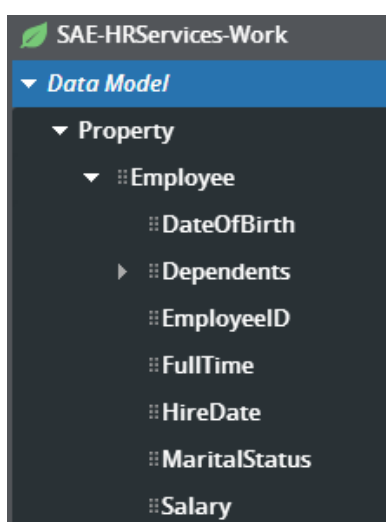 SAE-HRServices-Work
Data Model
Property
Employee
DateOfBirth
Dependents
EmployeeID
FullTime
HireDate
MaritalStatus
Salary